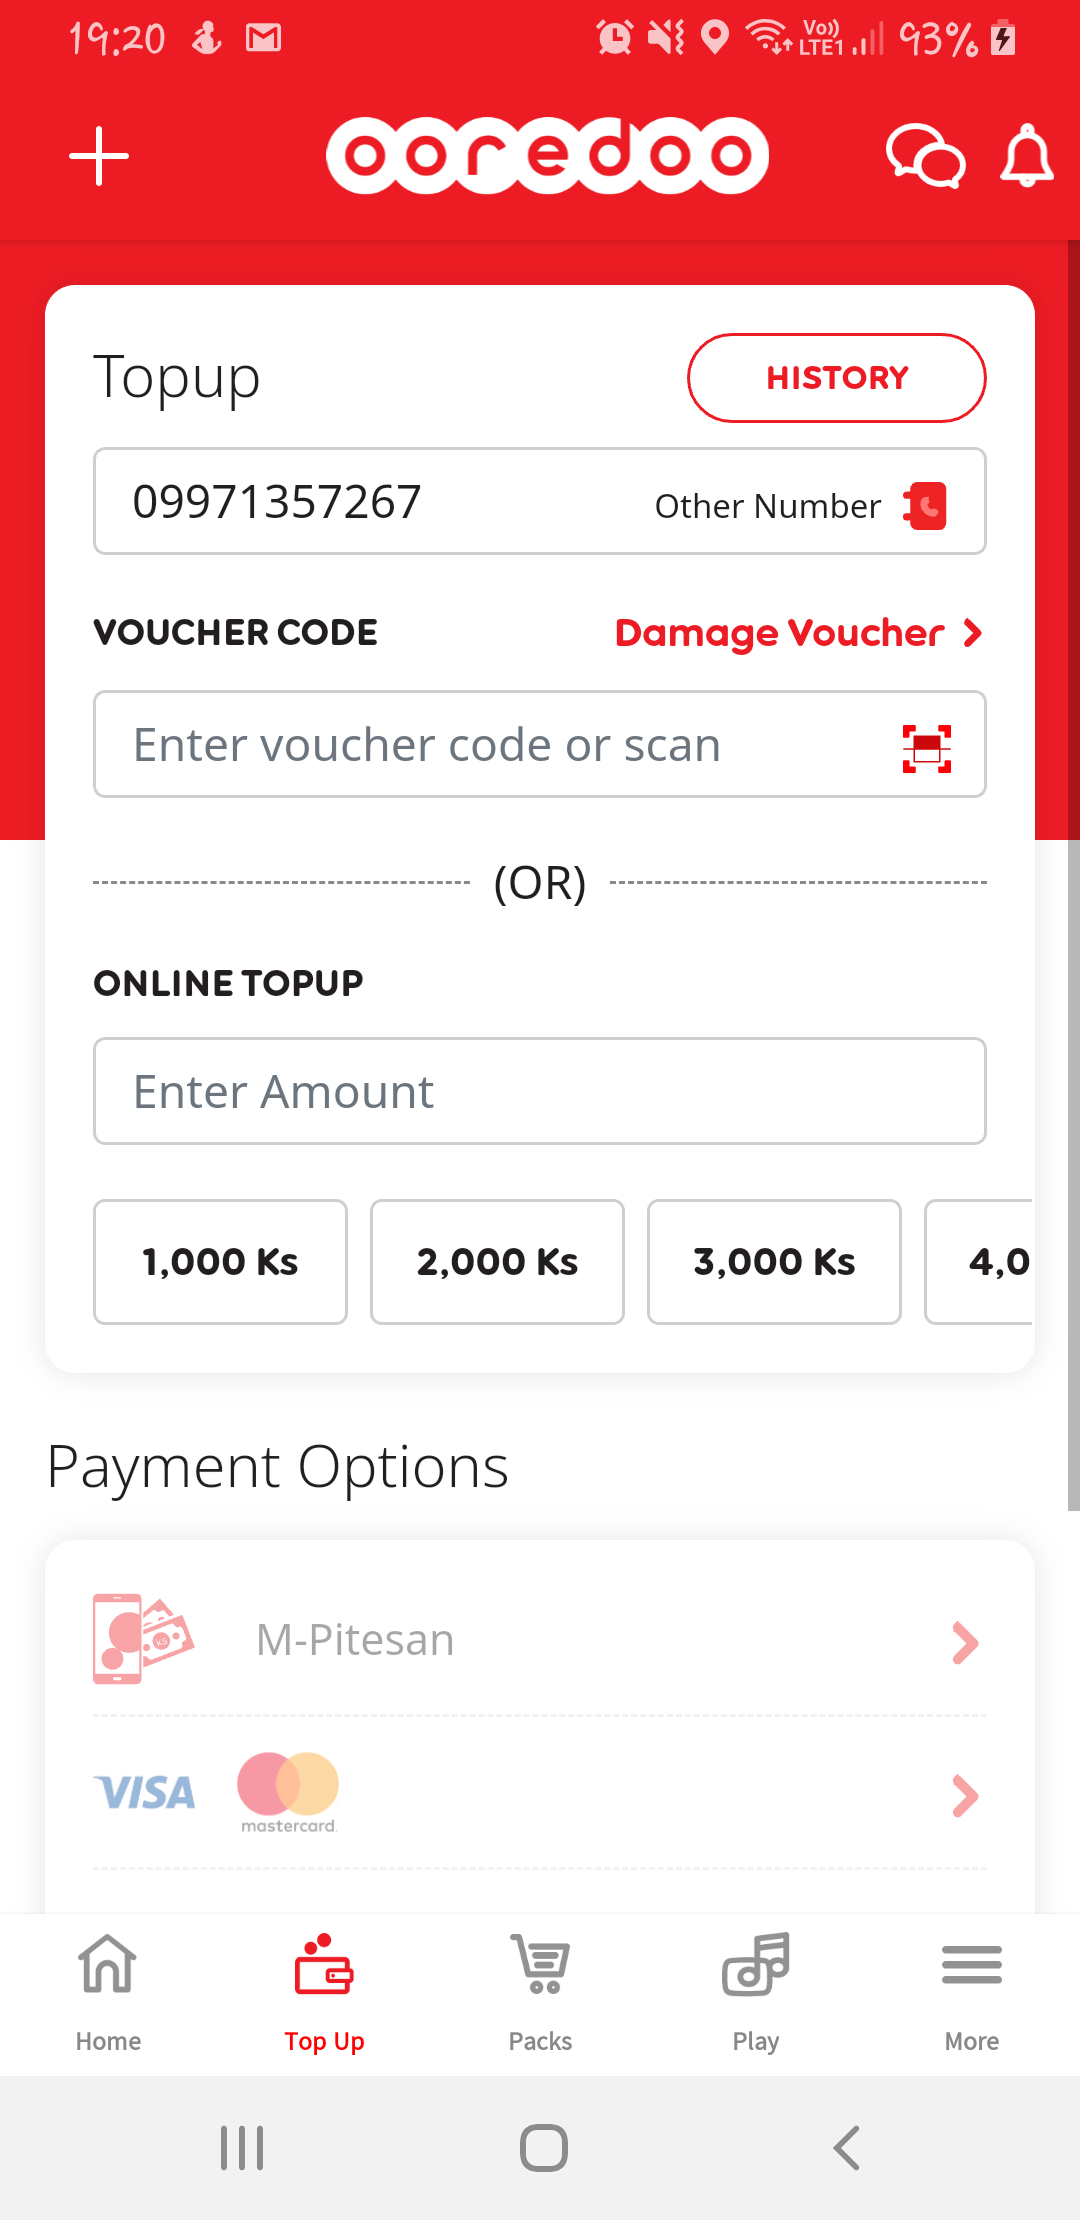 19:20 Vo)) LTE1 93%
ooredoo
Topup HISTORY
09971357267 Other Number
VOUCHER CODE Damage Voucher
Enter voucher code or scan
(OR)
ONLINE TOPUP
Enter Amount
1,000 Ks 2,000 Ks 3,000 Ks 4,0
Payment Options
KS M-Pitesan
VISA mastercard.
Home Top Up Packs Play More